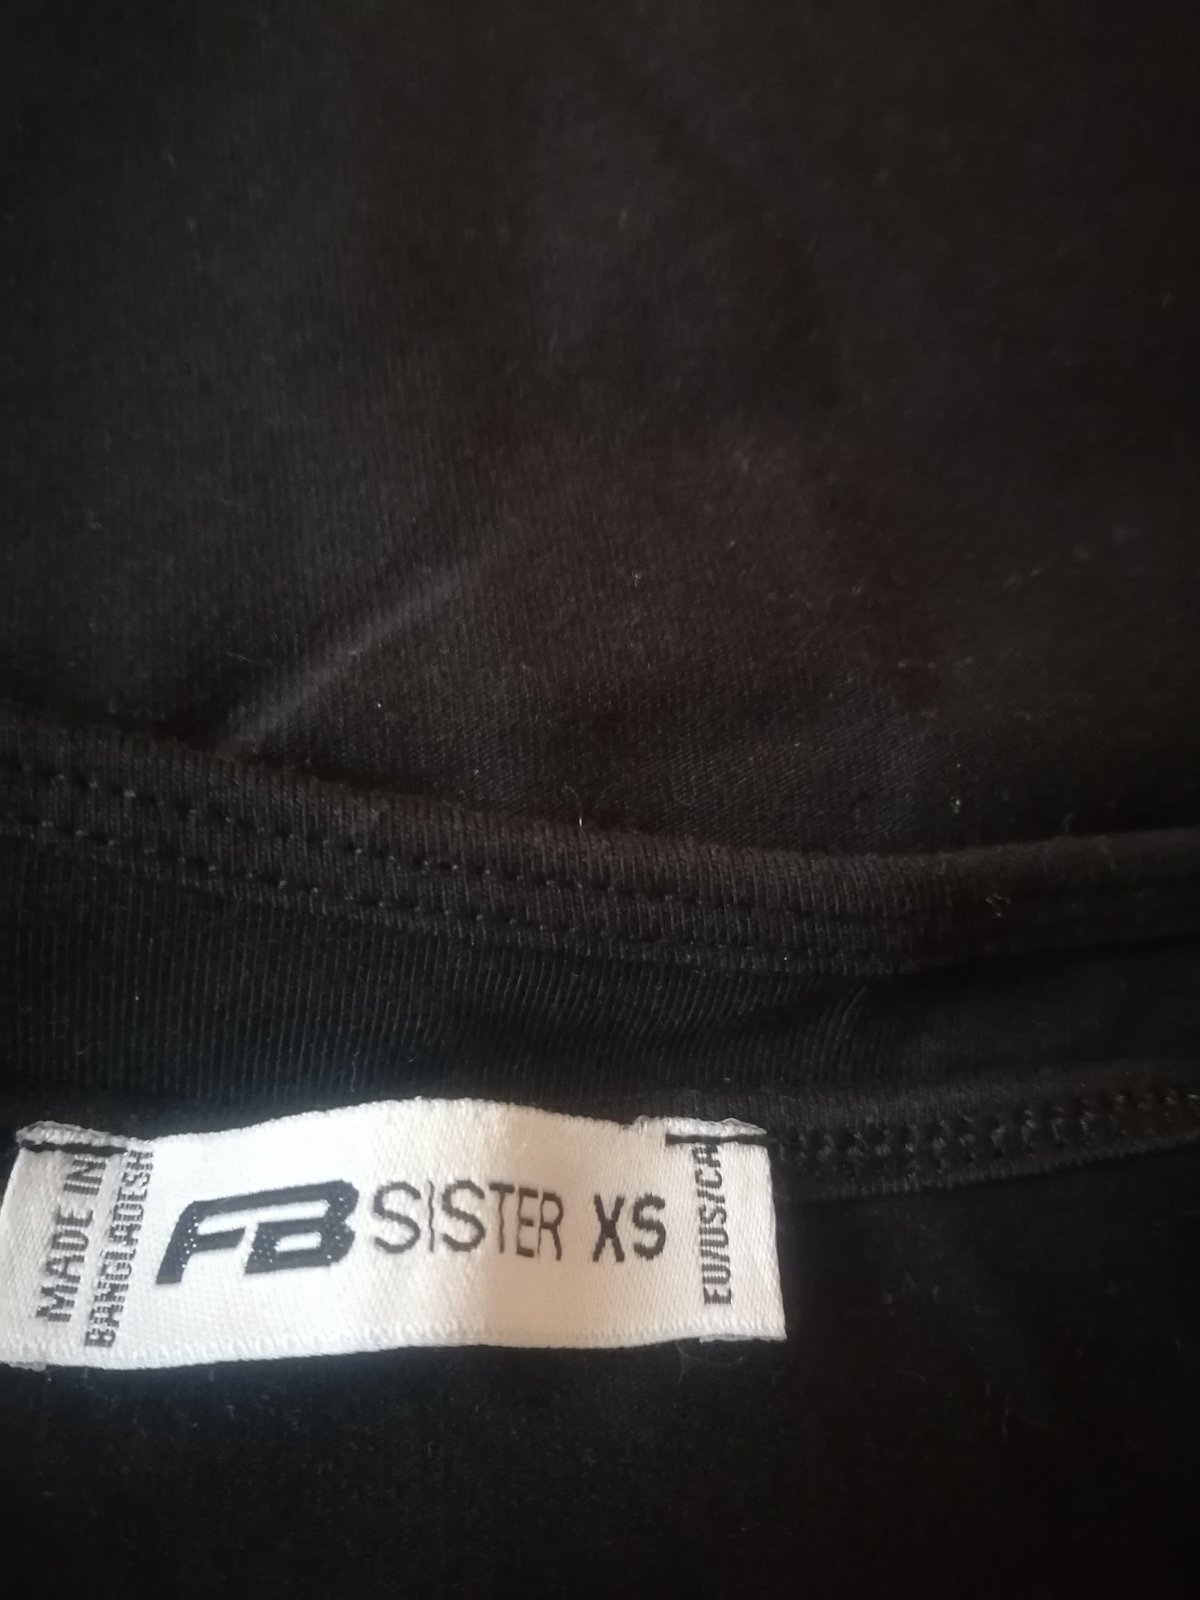 MADE IN
BANGLADESH
FB SISTER XS
EU/US/CA